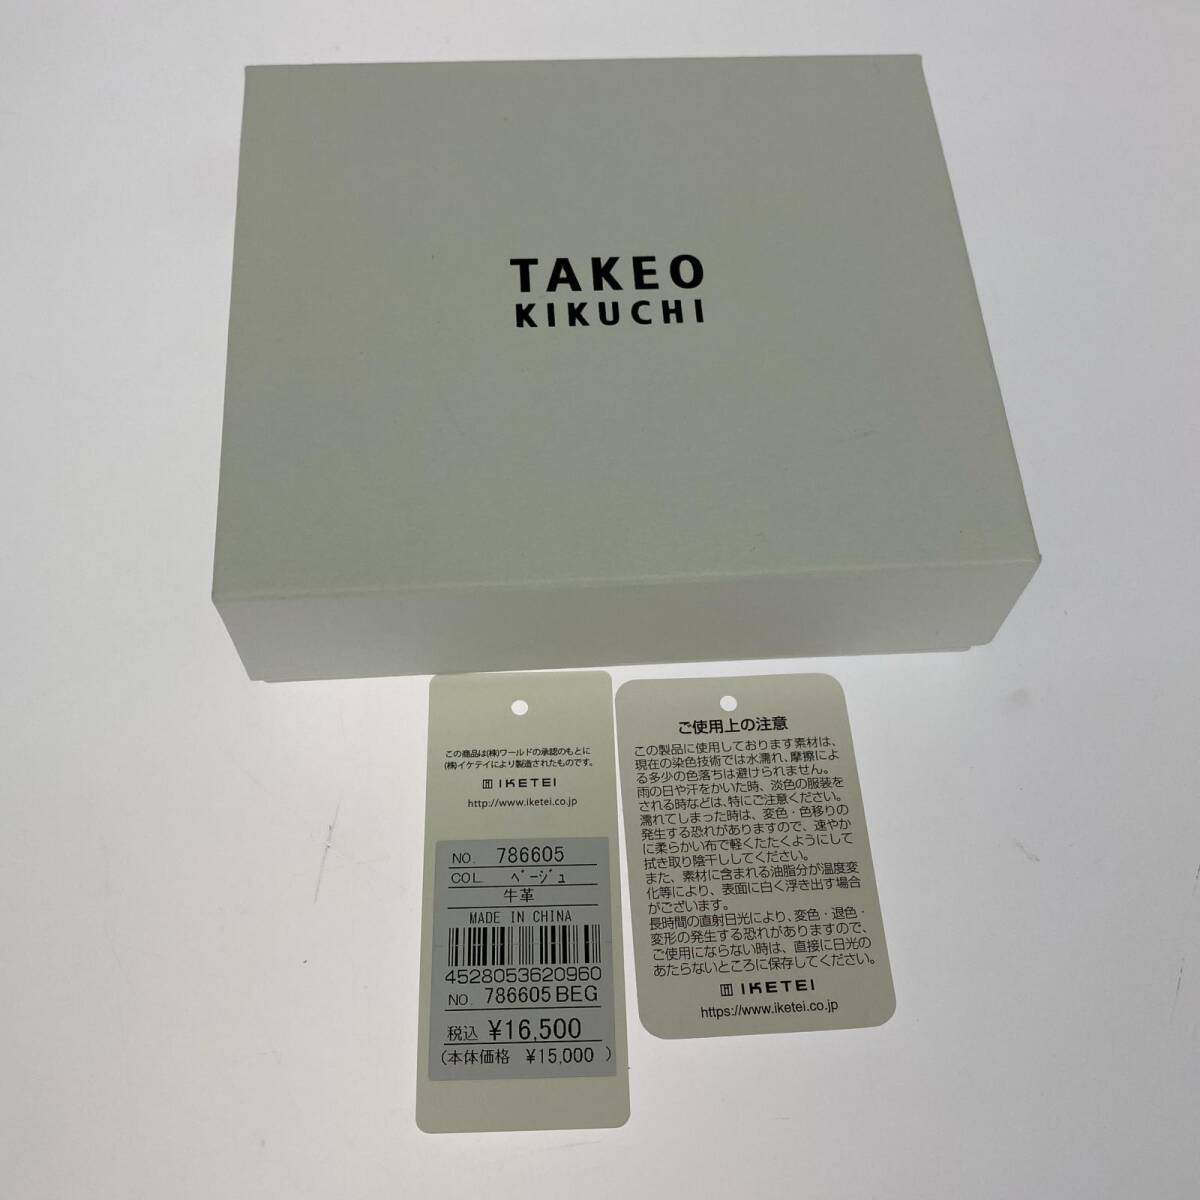 TAKEO
KIKUCHI
この商品は(株)ワールドの承認のもとに
(株)イケテイにより製造されたものです。
IKETEI
http://www.iketei.co.jp
NO. 786605
COL. ベージュ
牛革
MADE IN CHINA
4528053620960
NO. 786605BEG
税込 ¥16,500
(本体価格 ¥15,000 )
ご使用上の注意
この製品に使用しております素材は、
現在の染色技術では水濡れ、摩擦によ
る多少の色落ちは避けられません。
雨の日や汗をかいた時、淡色の服装を
される時などは、特にご注意ください。
濡れてしまった時は、変色・色移りの
発生する恐れがありますので、速やか
に柔らかい布で軽くたたくようにして
拭き取り陰干ししてください。
また、素材に含まれる油脂分が温度変
化等により、表面に白く浮き出す場合
がございます。
長時間の直射日光により、変色・退色・
変形の発生する恐れがありますので、
ご使用にならない時は、直接に日光の
あたらないところに保存してください。
IKETEI
https://www.iketei.co.jp